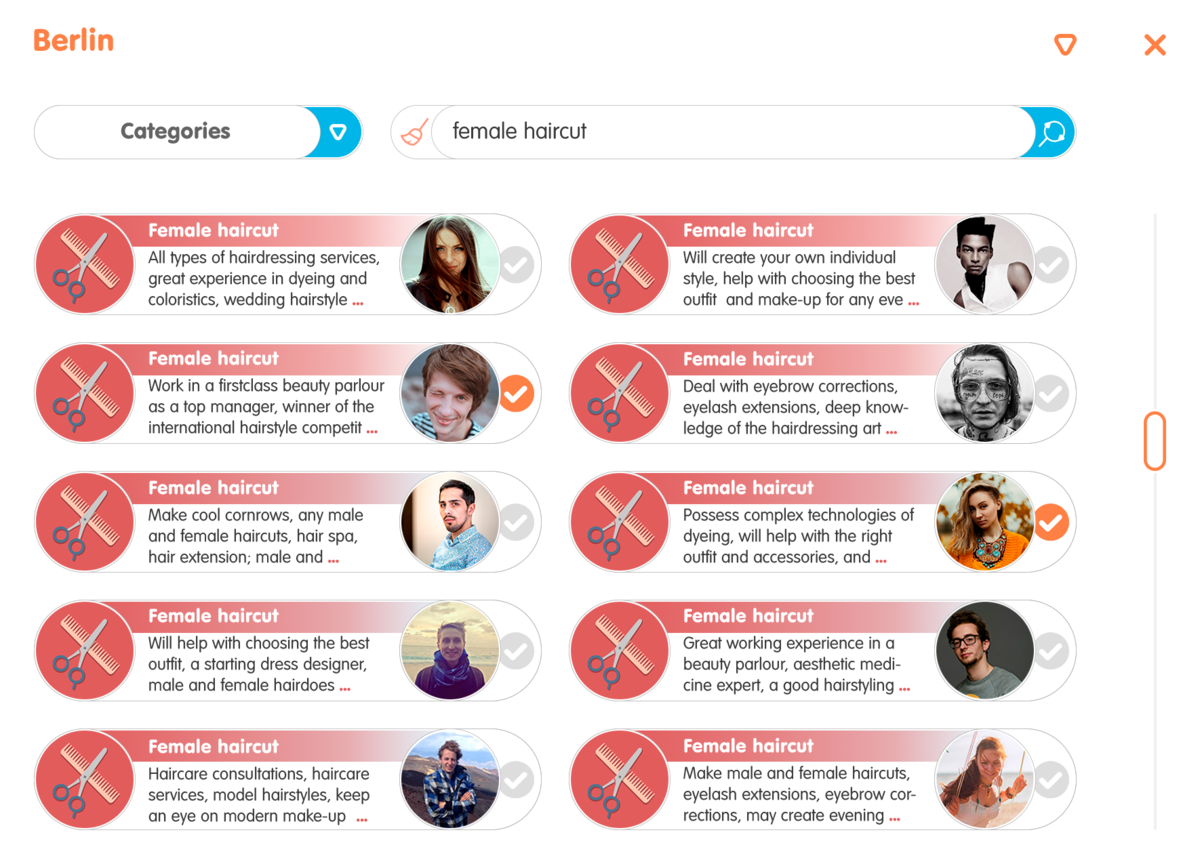 Berlin
Categories
female haircut
Female haircut
All types of hairdressing services,
great experience in dyeing and
coloristics, wedding hairstyle ...
Female haircut
Will create your own individual
style, help with choosing the best
outfit and make-up for any eve ...
Female haircut
Work in a firstclass beauty parlour
as a top manager, winner of the
international hairstyle competit ...
Female haircut
Deal with eyebrow corrections,
eyelash extensions, deep know-
ledge of the hairdressing art ...
Female haircut
Make cool cornrows, any male
and female haircuts, hair spa,
hair extension; male and ...
Female haircut
Possess complex technologies of
dyeing, will help with the right
outfit and accessories, and ...
Female haircut
Will help with choosing the best
outfit, a starting dress designer,
male and female hairdoes ...
Female haircut
Great working experience in a
beauty parlour, aesthetic medi-
cine expert, a good hairstyling ...
Female haircut
Haircare consultations, haircare
services, model hairstyles, keep
an eye on modern make-up ...
Female haircut
Make male and female haircuts,
eyelash extensions, eyebrow cor-
rections, may create evening ...